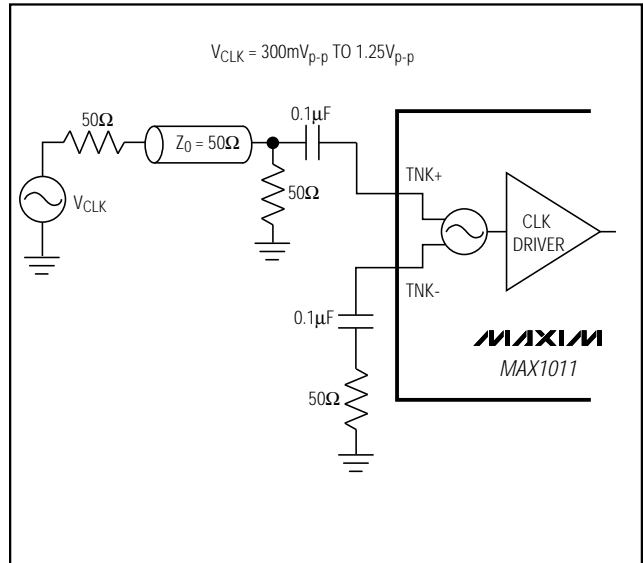 V_CLK = 300mV_p-p TO 1.25V_p-p
0.1µF
50Ω
Z_0 = 50Ω
50Ω
V_CLK
TNK+
CLK
DRIVER
TNK-
0.1µF
MAXIM
MAX1011
50Ω